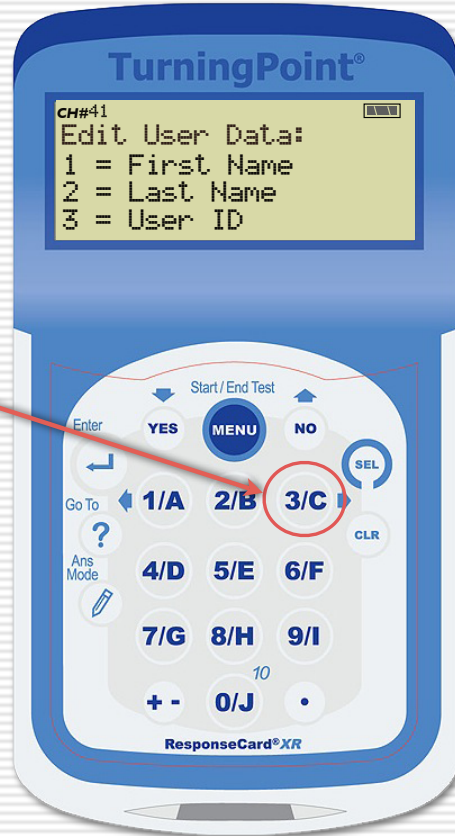 TurningPoint®
CH#41
Edit User Data:
1 = First Name
2 = Last Name
3 = User ID
Start / End Test
Enter
YES
MENU
NO
SEL
Go To
1/A 2/B 3/C
?
CLR
Ans
Mode
4/D 5/E 6/F
7/G 8/H 9/I
10
+ - 0/J •
ResponseCard®XR